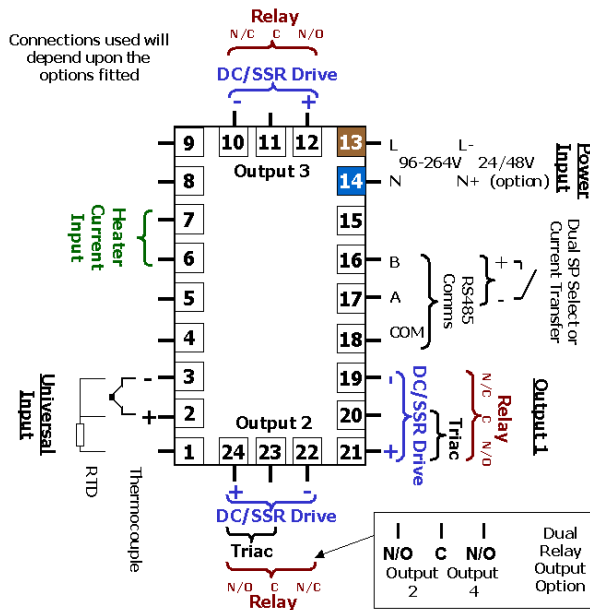 Connections used will
depend upon the
options fitted
Relay
N/C C N/O
DC/SSR Drive
- +
9 10 11 12 13 L L-
Output 3
96-264V 24/48V
8 14 N N+ (option)
Power
Input
7 15
Heater
Current
Input
6 16 B +
5 17 A -
4 18 COM
RS485
Comms
Dual SP Selector
Current Transfer
3 - 19 -
2 + 20
1 24 23 22 21 +
Output 2
Universal
Input
RTD
Thermocouple
DC/SSR Drive
Triac
N/C C N/O
Relay
Output 1
+ -
DC/SSR Drive
Triac
N/O C N/C
Relay
N/O C N/O
Output Output
2 4
Dual
Relay
Output
Option